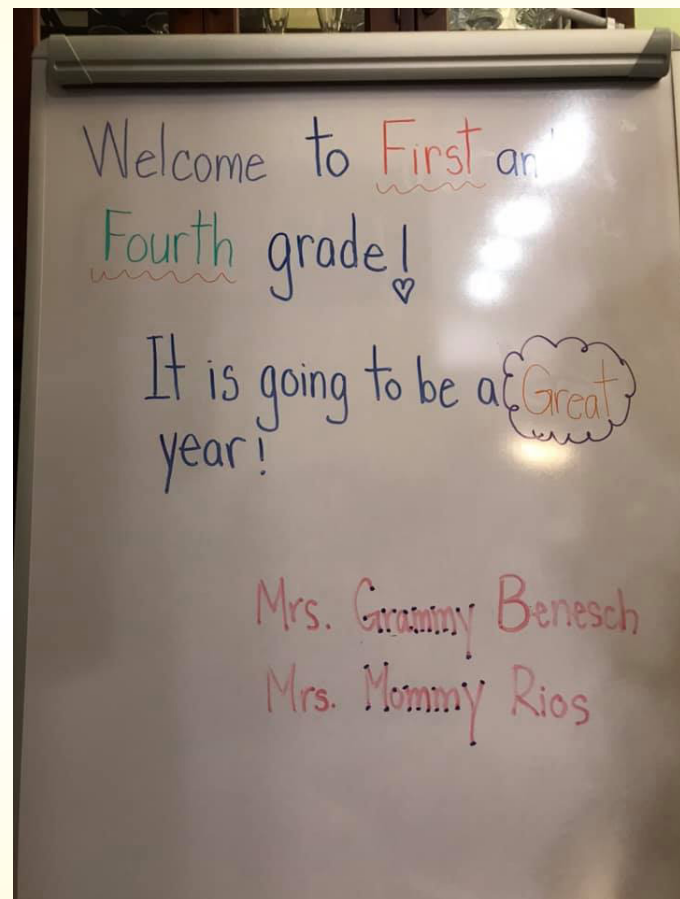 Welcome to First an
Fourth grade!
It is going to be a Great
year!
Mrs. Grammy Benesch
Mrs. Mommy Rios